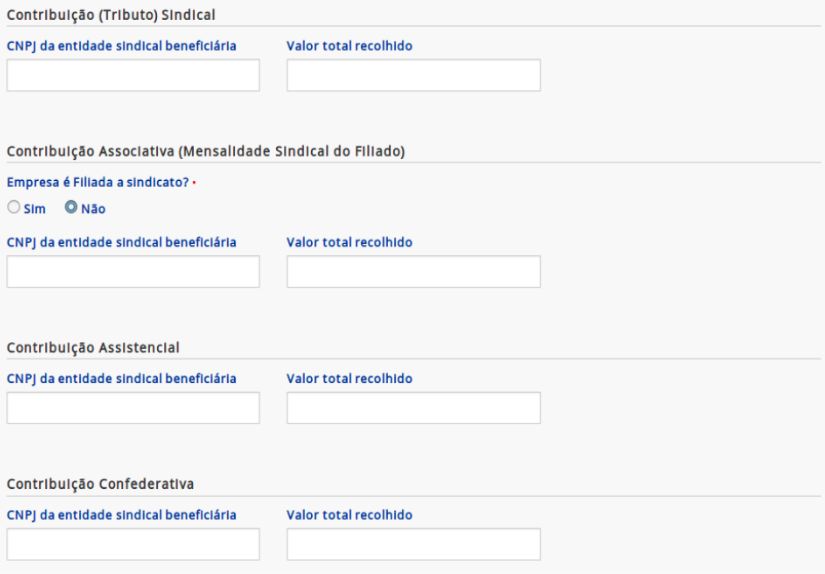 Contribuição (Tributo) Sindical
CNPJ da entidade sindical beneficiária Valor total recolhido
Contribuição Associativa (Mensalidade Sindical do Filiado)
Empresa é Filiada a sindicato? •
Sim Não
CNPJ da entidade sindical beneficiária Valor total recolhido
Contribuição Assistencial
CNPJ da entidade sindical beneficiária Valor total recolhido
Contribuição Confederativa
CNPJ da entidade sindical beneficiária Valor total recolhido